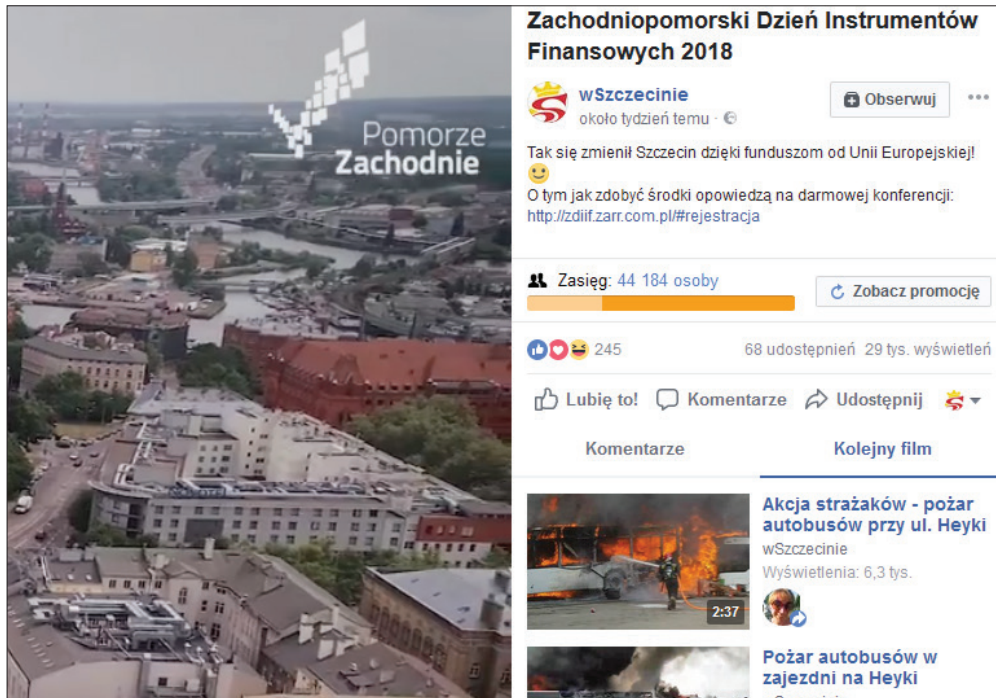 Pomorze
Zachodnie
Zachodniopomorski Dzień Instrumentów
Finansowych 2018
wSzczecinie
około tydzień temu ·
Obserwuj
Tak się zmienił Szczecin dzięki funduszom od Unii Europejskiej!
O tym jak zdobyć środki opowiedzą na darmowej konferencji:
http://zdiif.zarr.com.pl/#rejestracja
Zasięg: 44 184 osoby
Zobacz promocję
245
68 udostępnień 29 tys. wyświetleń
Lubię to! Komentarze Udostępnij
Komentarze
Kolejny film
Akcja strażaków - pożar
autobusów przy ul. Heyki
wSzczecinie
Wyświetlenia: 6,3 tys.
2:37
Pożar autobusów w
zajezdni na Heyki